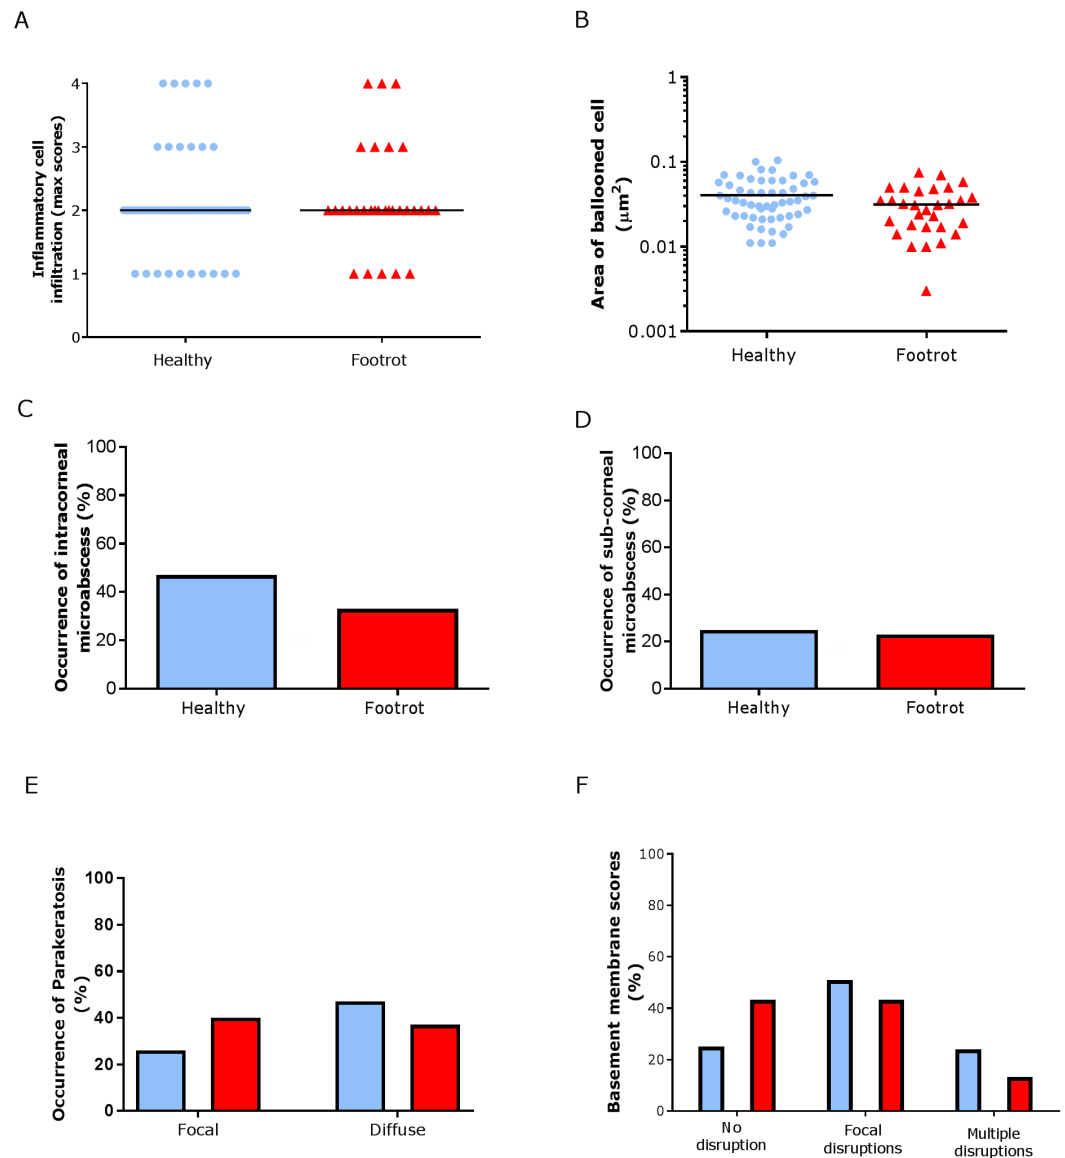 A
Inflammatory cell
infiltration (max scores)
4
3
2
1
0
Healthy
Footrot
B
Area of ballooned cell
(μm²)
1
0.1
0.01
0.001
Healthy
Footrot
C
Occurrence of intracorneal
microabscess (%)
100
80
60
40
20
0
Healthy
Footrot
D
Occurrence of sub-corneal
microabscess (%)
100
80
60
40
20
0
Healthy
Footrot
E
Occurrence of Parakeratosis
(%)
100
80
60
40
20
0
Focal
Diffuse
F
Basement membrane scores
(%)
100
80
60
40
20
0
No
disruption
Focal
disruptions
Multiple
disruptions